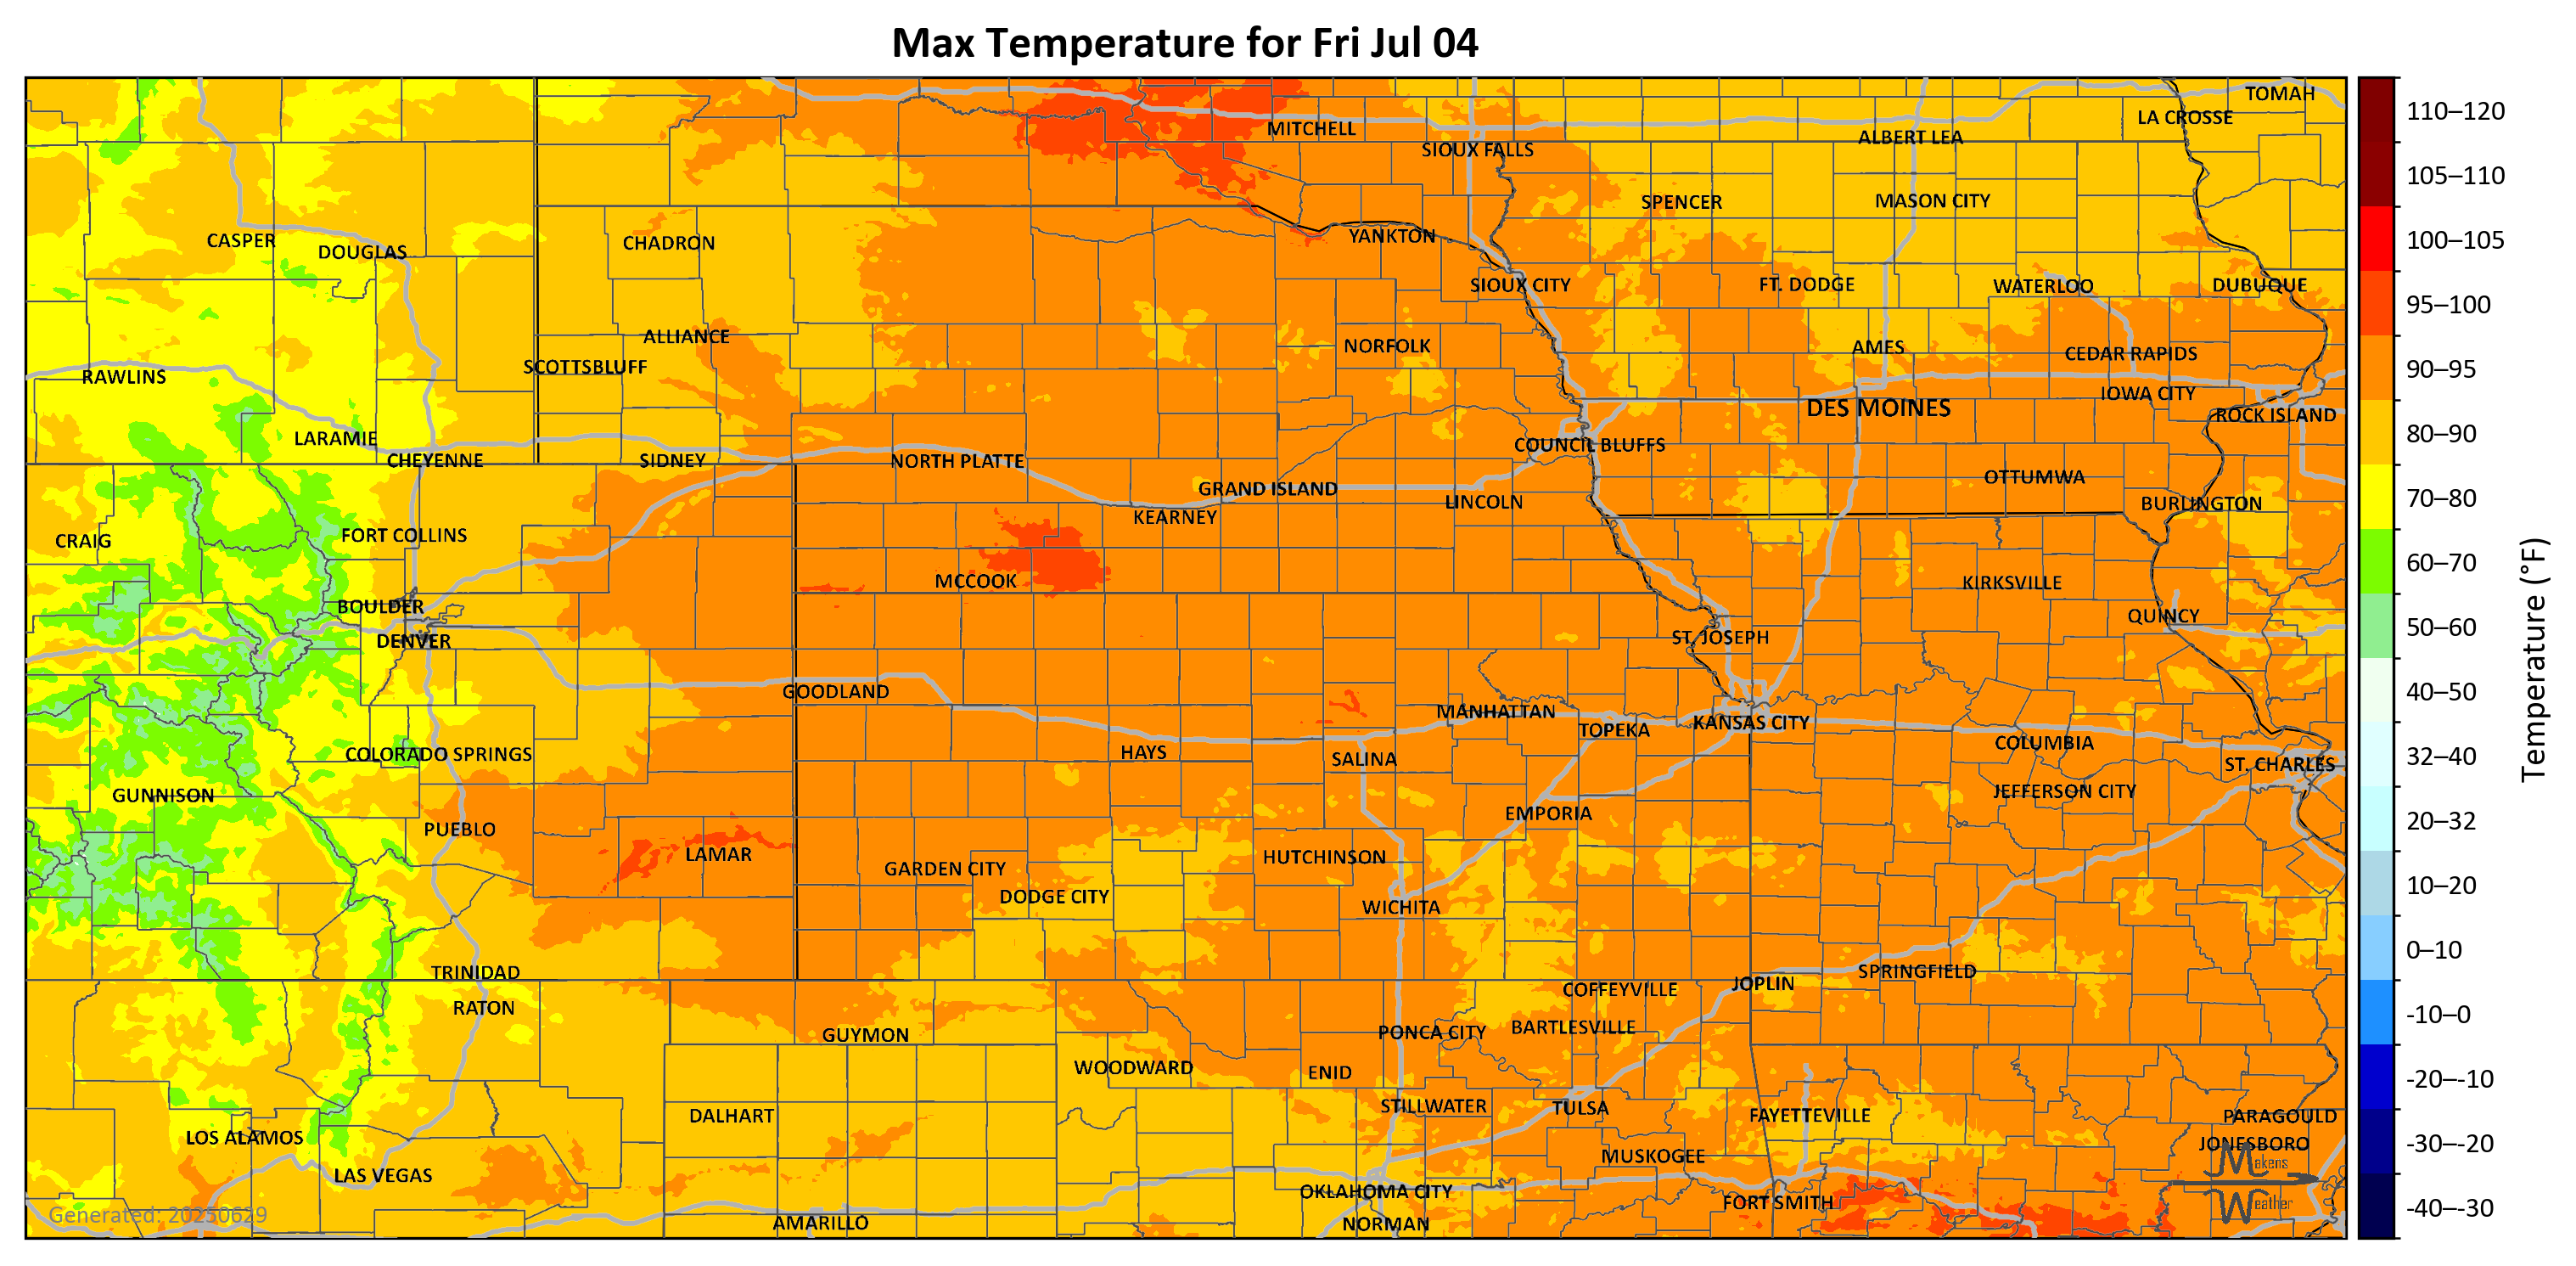 Max Temperature for Fri Jul 04
TOMAH
LA CROSSE
MITCHELL
ALBERT LEA
SIOUX FALLS
SPENCER
MASON CITY
CASPER
DOUGLAS
CHADRON
YANKTON
SIOUX CITY
FT. DODGE
WATERLOO
DUBUQUE
ALLIANCE
NORFOLK
AMES
CEDAR RAPIDS
SCOTTSBLUFF
RAWLINS
IOWA CITY
DES MOINES
ROCK ISLAND
LARAMIE
COUNCIL BLUFFS
CHEYENNE
SIDNEY
NORTH PLATTE
OTTUMWA
GRAND ISLAND
LINCOLN
BURLINGTON
KEARNEY
FORT COLLINS
CRAIG
MCCOOK
KIRKSVILLE
BOULDER
QUINCY
DENVER
ST. JOSEPH
GOODLAND
MANHATTAN
KANSAS CITY
TOPEKA
COLUMBIA
COLORADO SPRINGS
HAYS
SALINA
ST. CHARLES
GUNNISON
JEFFERSON CITY
EMPORIA
PUEBLO
LAMAR
HUTCHINSON
GARDEN CITY
DODGE CITY
WICHITA
TRINIDAD
SPRINGFIELD
JOPLIN
COFFEYVILLE
RATON
GUYMON
PONCA CITY
BARTLESVILLE
WOODWARD
ENID
STILLWATER
TULSA
DALHART
FAYETTEVILLE
PARAGOULD
LOS ALAMOS
JONESBORO
MUSKOGEE
Makens
LAS VEGAS
OKLAHOMA CITY
FORT SMITH
Weather
Generated: 20250629
AMARILLO
NORMAN
110–120
105–110
100–105
95–100
90–95
80–90
70–80
60–70
50–60
40–50
32–40
20–32
10–20
0–10
-10–0
-20–-10
-30–-20
-40–-30
Temperature (°F)